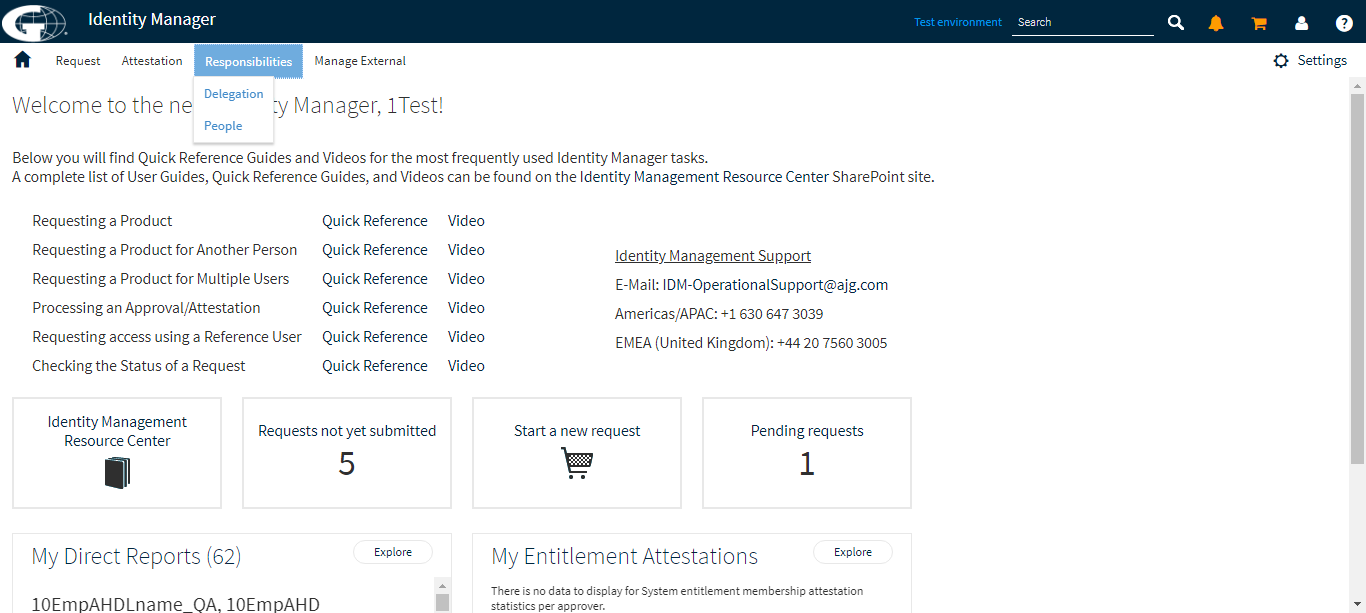 Identity Manager
Test environment
Search
Request
Attestation
Responsibilities
Manage External
Settings
Delegation
People
Welcome to the ne
ty Manager, 1Test!
Below you will find Quick Reference Guides and Videos for the most frequently used Identity Manager tasks.
A complete list of User Guides, Quick Reference Guides, and Videos can be found on the Identity Management Resource Center SharePoint site.
Requesting a Product Quick Reference Video
Requesting a Product for Another Person Quick Reference Video
Requesting a Product for Multiple Users Quick Reference Video
Processing an Approval/Attestation Quick Reference Video
Requesting access using a Reference User Quick Reference Video
Checking the Status of a Request Quick Reference Video
Identity Management Support
E-Mail: IDM-OperationalSupport@ajg.com
Americas/APAC: +1 630 647 3039
EMEA (United Kingdom): +44 20 7560 3005
Identity Management
Resource Center
Requests not yet submitted
5
Start a new request
Pending requests
1
My Direct Reports (62)
Explore
10EmpAHDLname_QA, 10EmpAHD
My Entitlement Attestations
Explore
There is no data to display for System entitlement membership attestation
statistics per approver.